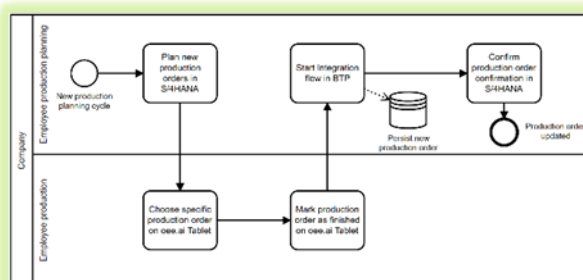 Company
Employee production planning
New production
planning cycle
Plan new
production
orders in
S/4HANA
Start Integration
flow in BTP
Persist new
production order
Confirm
production order
confirmation in
S/4HANA
Production order
updated
Employee production
Choose specific
production order
on oee.ai Tablet
Mark production
order as finished
on oee.ai Tablet